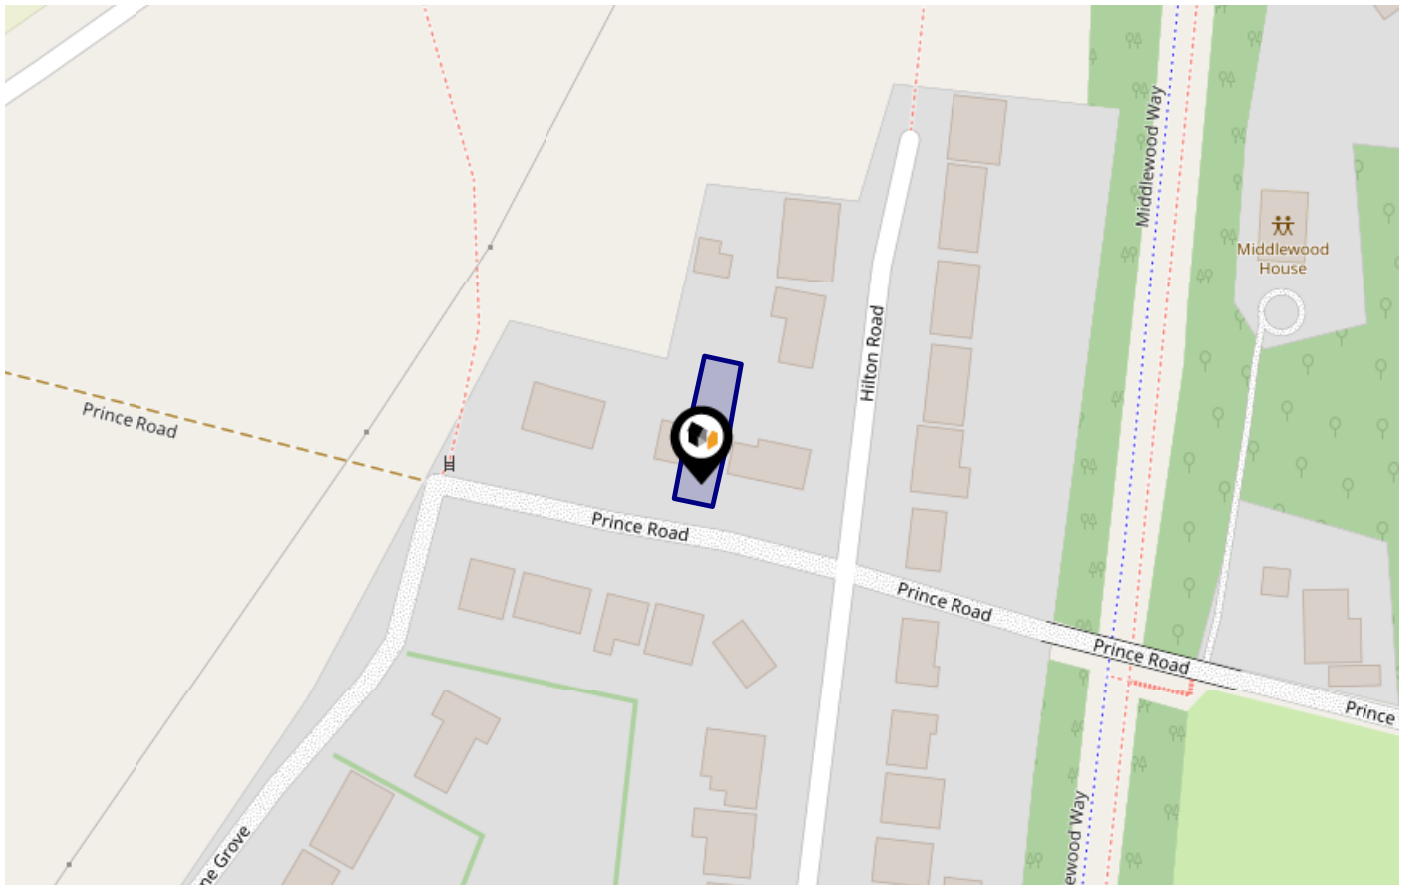 Middlewood Way
Middlewood
House
Hilton Road
Prince Road
Prince Road
Prince Road
Prince Road
Prince
ewood Way
ne Grove